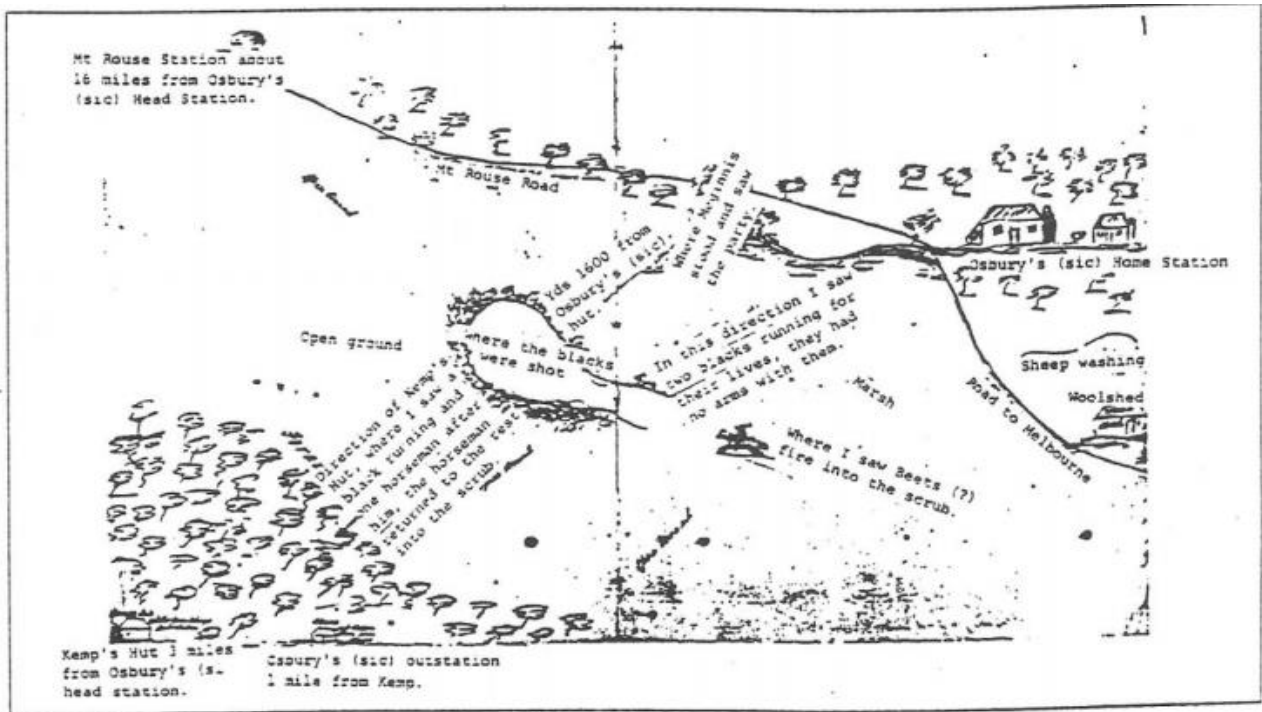 Mt Rouse Station about
16 miles from Osbury's
(sic) Head Station.
Mt Rouse Road
Where McGinnis
stood and saw
the party.
Yds 1600 from
Osbury's (sic).
hut.
Osbury's (sic) Home Station
In this direction I saw
two blacks running for
their lives, they had
no arms with them.
Open ground
where the blacks
were shot
Sheep washing
Woolshed
Road to Melbourne
Marsh
Where I saw Beets (?)
fire into the scrub.
Direction of Kemp's
Hut, where I saw a
black running and
one horseman after
him, the horseman
returned to the rest
into the scrub.
Kemp's Hut 3 miles
from Osbury's (s
head station.
Osbury's (sic) outstation
1 mile from Kemp.